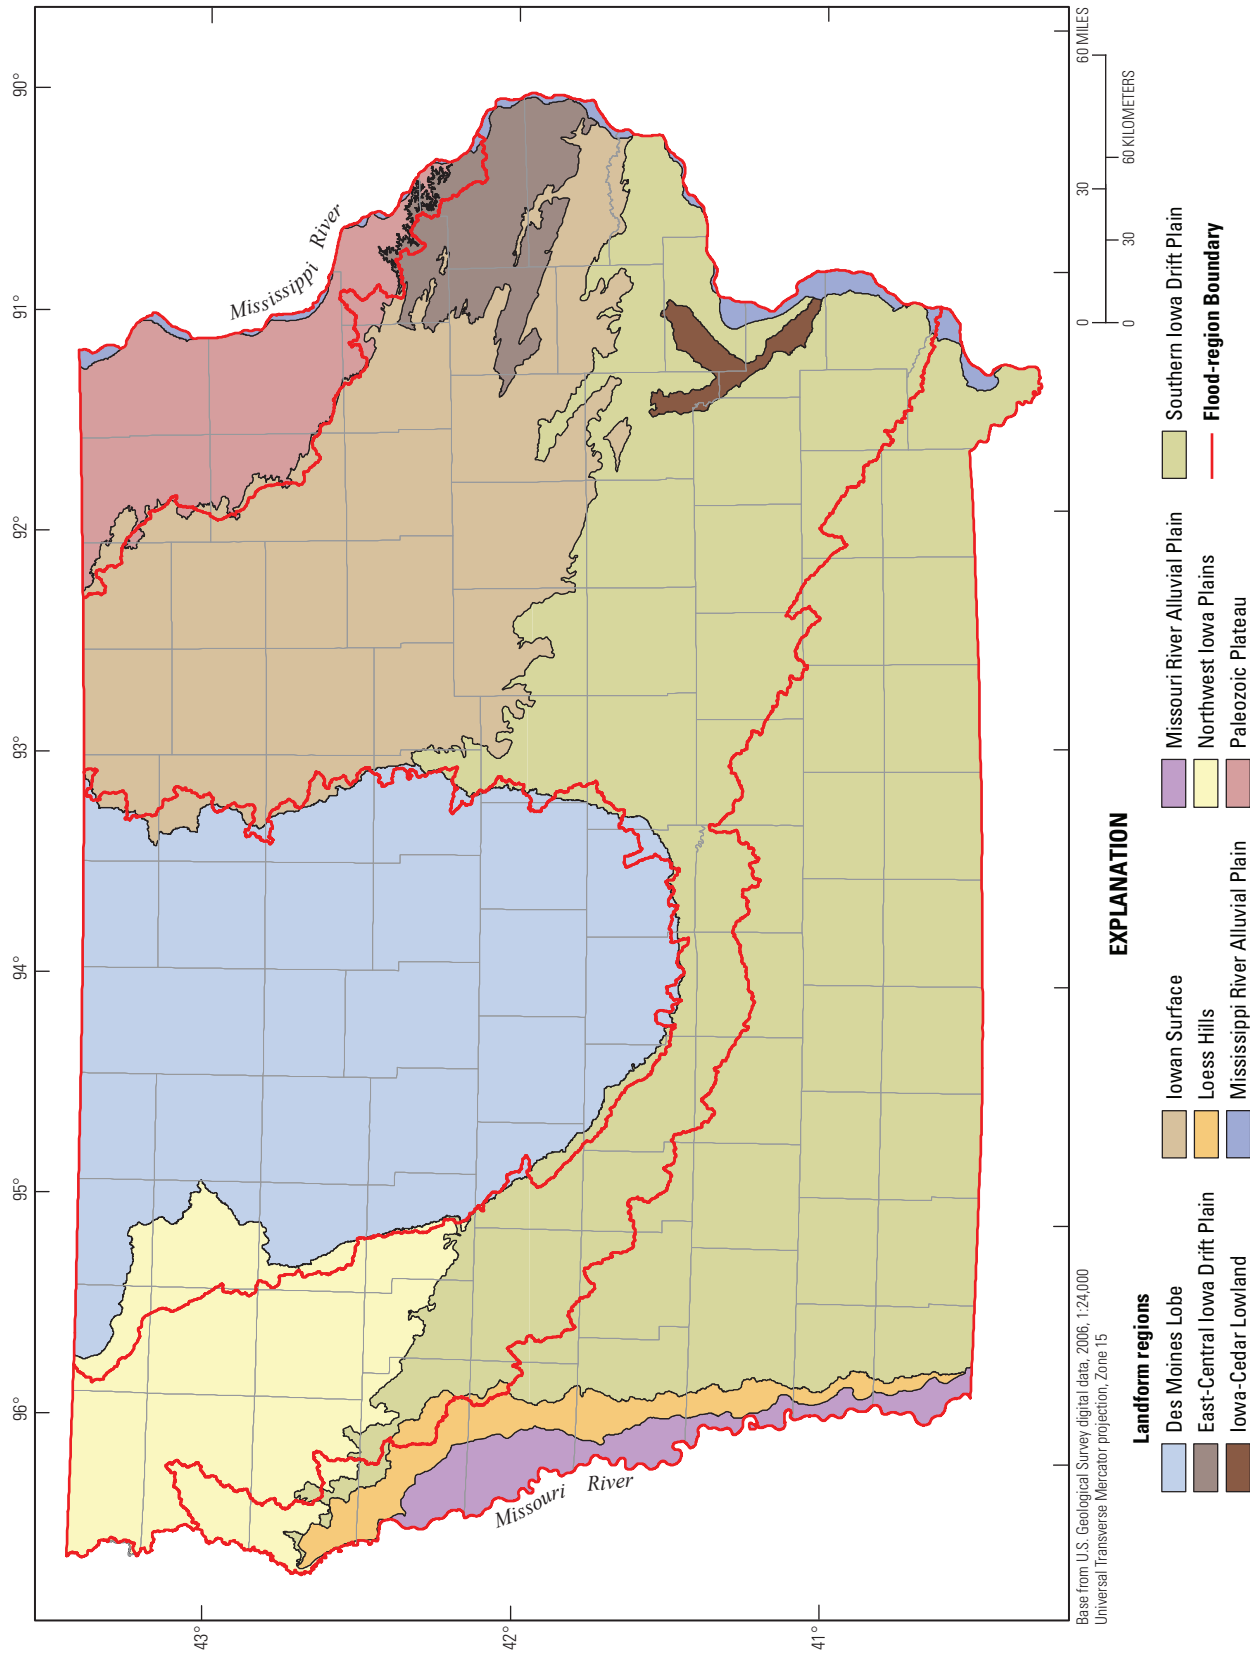 96°
95°
94°
93°
92°
91°
90°
43°
42°
41°
Mississippi River
Missouri River
Base from U.S. Geological Survey digital data, 2006, 1:24,000
Universal Transverse Mercator projection, Zone 15
0 30 60 MILES
0 30 60 KILOMETERS
EXPLANATION
Landform regions
Des Moines Lobe
East-Central Iowa Drift Plain
Iowa-Cedar Lowland
Iowan Surface
Loess Hills
Mississippi River Alluvial Plain
Missouri River Alluvial Plain
Northwest Iowa Plains
Paleozoic Plateau
Southern Iowa Drift Plain
Flood-region Boundary